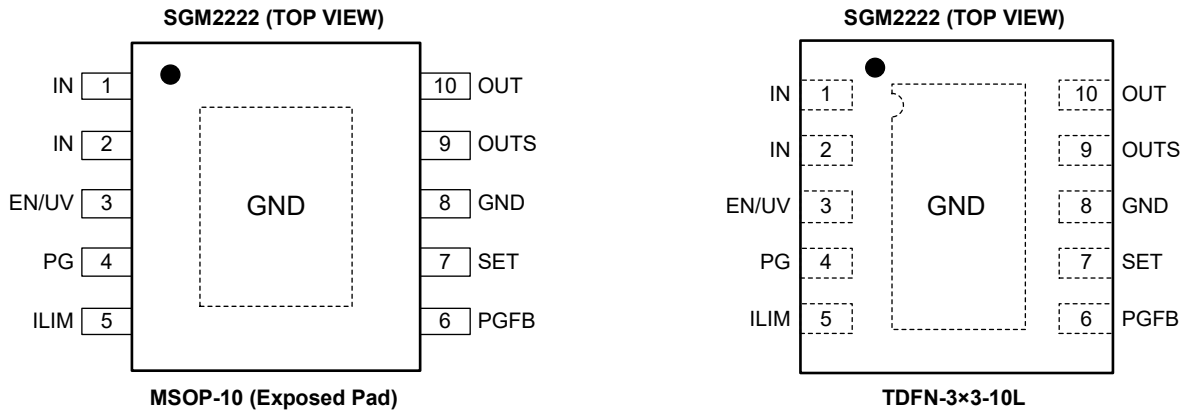 SGM2222 (TOP VIEW)
IN 1 10 OUT
IN 2 9 OUTS
EN/UV 3 GND 8 GND
PG 4 7 SET
ILIM 5 6 PGFB
MSOP-10 (Exposed Pad)
SGM2222 (TOP VIEW)
IN 1 10 OUT
IN 2 9 OUTS
EN/UV 3 GND 8 GND
PG 4 7 SET
ILIM 5 6 PGFB
TDFN-3×3-10L